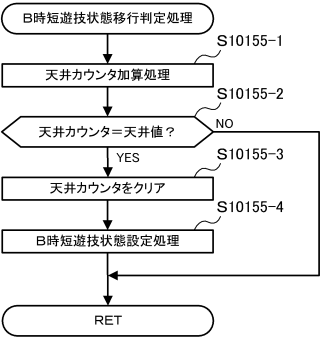 B時短遊技状態移行判定処理
S10155-1
天井カウンタ加算処理
S10155-2
天井カウンタ＝天井値？
NO
YES
S10155-3
天井カウンタをクリア
S10155-4
B時短遊技状態設定処理
RET